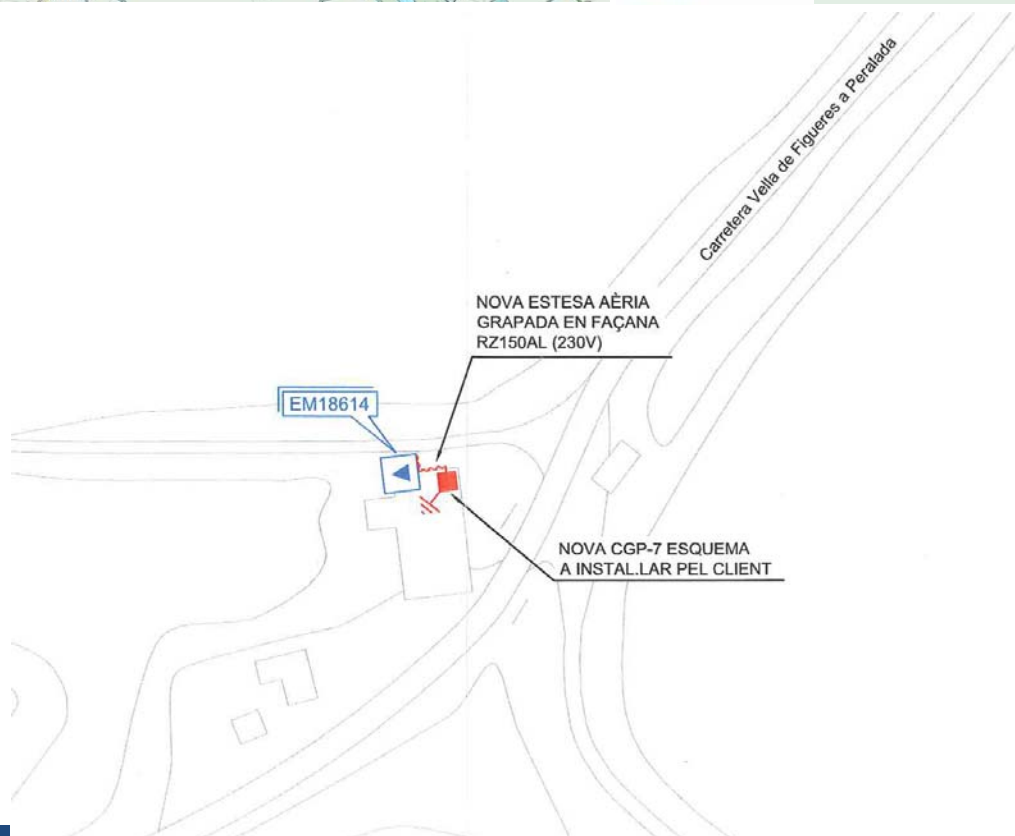 Carretera Vella de Figueres a Peralada
NOVA ESTESA AÈRIA
GRAPADA EN FAÇANA
RZ150AL (230V)
EM18614
NOVA CGP-7 ESQUEMA
A INSTAL.LAR PEL CLIENT